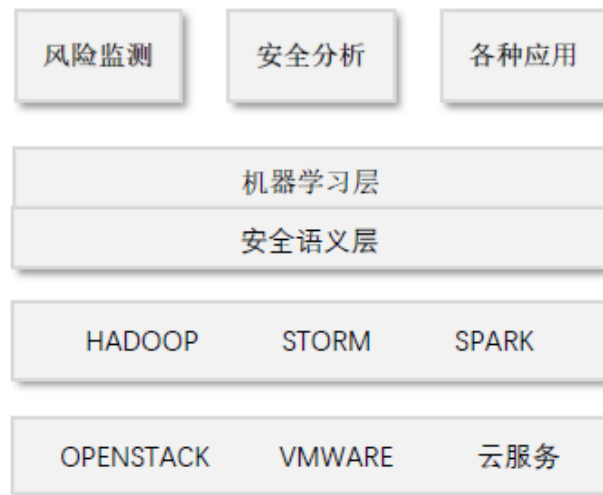 风险监测 安全分析 各种应用
机器学习层
安全语义层
HADOOP STORM SPARK
OPENSTACK VMWARE 云服务